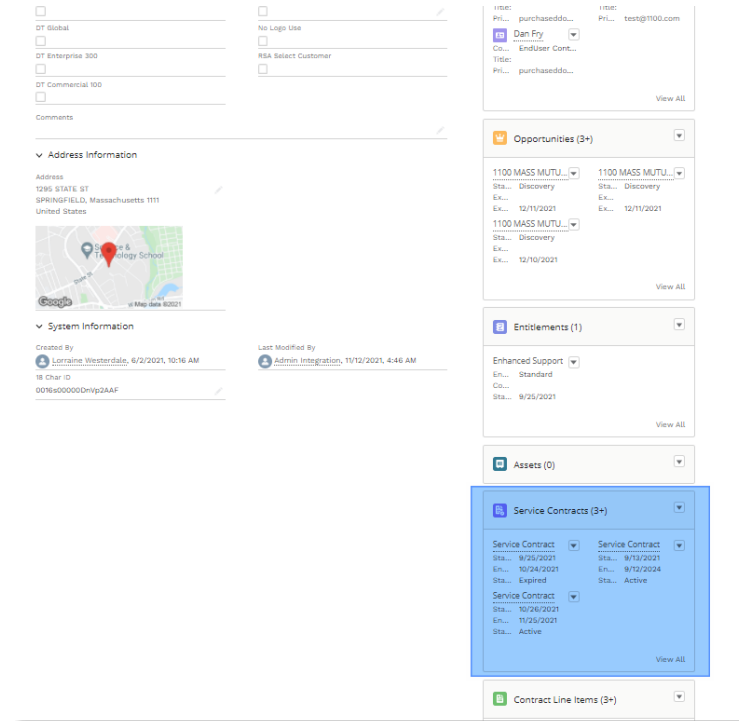 DT Global
No Logo Use
DT Enterprise 300
RSA Select Customer
DT Commercial 100
Comments
Address Information
Address
1295 STATE ST
SPRINGFIELD, Massachusetts 1111
United States
Science &
Technology School
State St
Google
Map data ©2021
System Information
Created By
Lorraine Westerdale, 6/2/2021, 10:16 AM
Last Modified By
Admin Integration, 11/12/2021, 4:46 AM
18 Char ID
0016s00000DnVp2AAF
Title:
Title:
Pri... purchaseddo...
Pri... test@1100.com
Dan Fry
Co... EndUser Cont...
Title:
Pri... purchaseddo...
View All
Opportunities (3+)
1100 MASS MUTU...
Sta... Discovery
Ex...
Ex... 12/11/2021
1100 MASS MUTU...
Sta... Discovery
Ex...
Ex... 12/11/2021
1100 MASS MUTU...
Sta... Discovery
Ex...
Ex... 12/10/2021
View All
Entitlements (1)
Enhanced Support
En... Standard
Co...
Sta... 9/25/2021
View All
Assets (0)
Service Contracts (3+)
Service Contract
Sta... 9/25/2021
En... 10/24/2021
Sta... Expired
Service Contract
Sta... 9/13/2021
En... 9/12/2024
Sta... Active
Service Contract
Sta... 10/26/2021
En... 11/25/2021
Sta... Active
View All
Contract Line Items (3+)